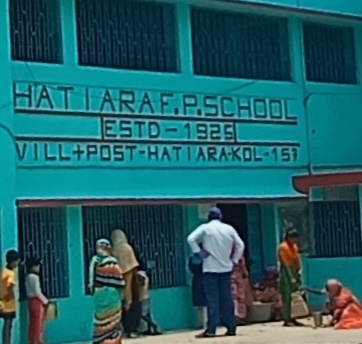 HATIARA F.P.SCHOOL
ESTD-1925
VILL+POST-HATIARA-KOL-157